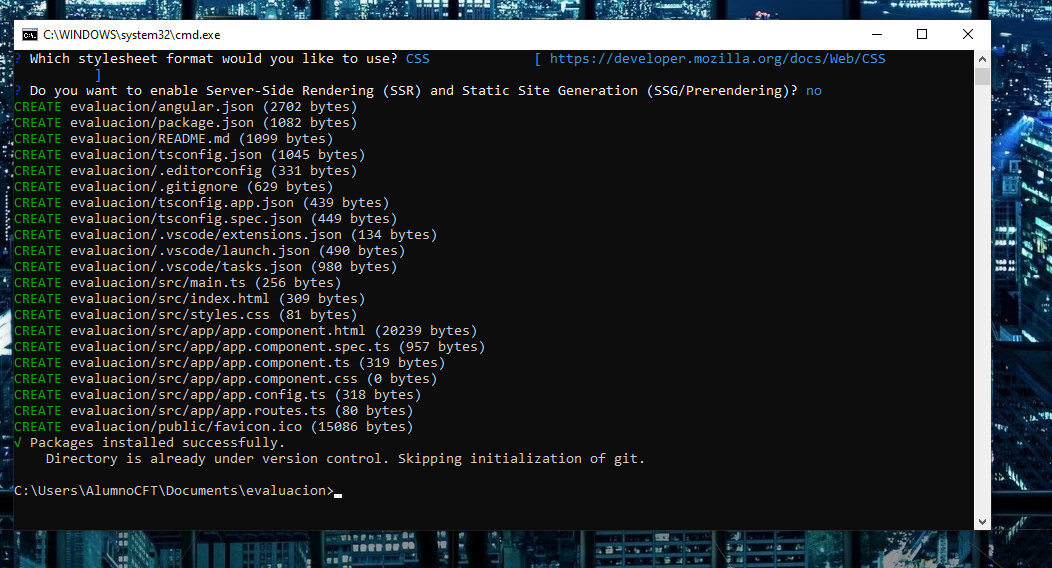 C:\WINDOWS\system32\cmd.exe
? Which stylesheet format would you like to use? CSS             [ https://developer.mozilla.org/docs/Web/CSS
          ]
? Do you want to enable Server-Side Rendering (SSR) and Static Site Generation (SSG/Prerendering)? no
CREATE evaluacion/angular.json (2702 bytes)
CREATE evaluacion/package.json (1082 bytes)
CREATE evaluacion/README.md (1099 bytes)
CREATE evaluacion/tsconfig.json (1045 bytes)
CREATE evaluacion/.editorconfig (331 bytes)
CREATE evaluacion/.gitignore (629 bytes)
CREATE evaluacion/tsconfig.app.json (439 bytes)
CREATE evaluacion/tsconfig.spec.json (449 bytes)
CREATE evaluacion/.vscode/extensions.json (134 bytes)
CREATE evaluacion/.vscode/launch.json (490 bytes)
CREATE evaluacion/.vscode/tasks.json (980 bytes)
CREATE evaluacion/src/main.ts (256 bytes)
CREATE evaluacion/src/index.html (309 bytes)
CREATE evaluacion/src/styles.css (81 bytes)
CREATE evaluacion/src/app/app.component.html (20239 bytes)
CREATE evaluacion/src/app/app.component.spec.ts (957 bytes)
CREATE evaluacion/src/app/app.component.ts (319 bytes)
CREATE evaluacion/src/app/app.component.css (0 bytes)
CREATE evaluacion/src/app/app.config.ts (318 bytes)
CREATE evaluacion/src/app/app.routes.ts (80 bytes)
CREATE evaluacion/public/favicon.ico (15086 bytes)
√ Packages installed successfully.
    Directory is already under version control. Skipping initialization of git.
C:\Users\AlumnoCFT\Documents\evaluacion>